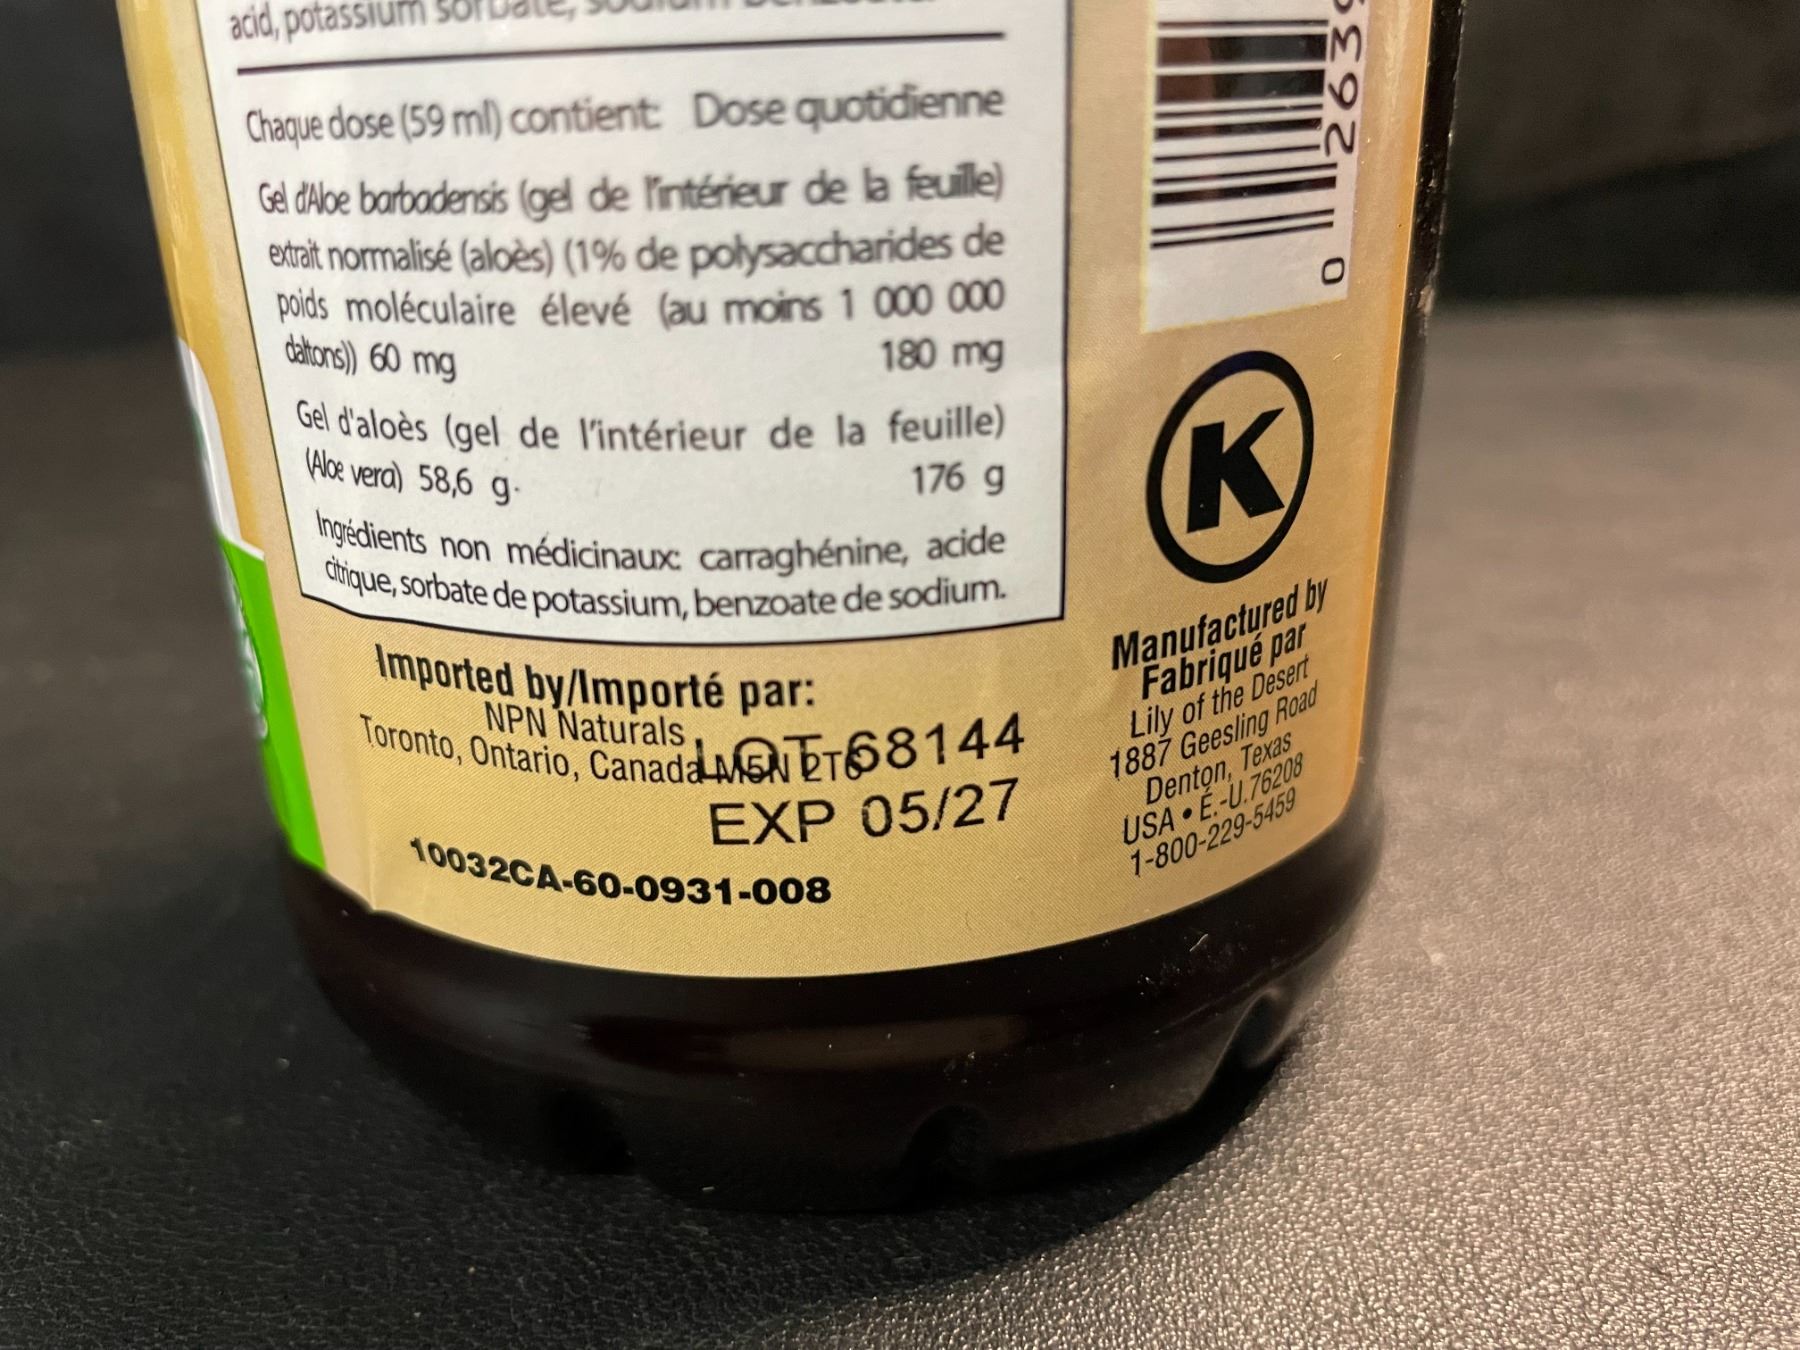 acid, potassium sorbate, sodium
Chaque dose (59 ml) contient: Dose quotidienne
Gel d'Aloe barbadensis (gel de l'intérieur de la feuille)
extrait normalisé (aloès) (1% de polysaccharides de
poids moléculaire élevé (au moins 1 000 000
daltons)) 60 mg 180 mg
Gel d'aloès (gel de l'intérieur de la feuille)
(Aloe vera) 58,6 g. 176 g
Ingrédients non médicinaux: carraghénine, acide
citrique, sorbate de potassium, benzoate de sodium.
Imported by/Importé par:
NPN Naturals
Toronto, Ontario, Canada M5N 2T6
LOT 68144
EXP 05/27
10032CA-60-0931-008
0 2639
K
Manufactured by
Fabriqué par
Lily of the Desert
1887 Geesling Road
Denton, Texas
USA • É.-U.76208
1-800-229-5459